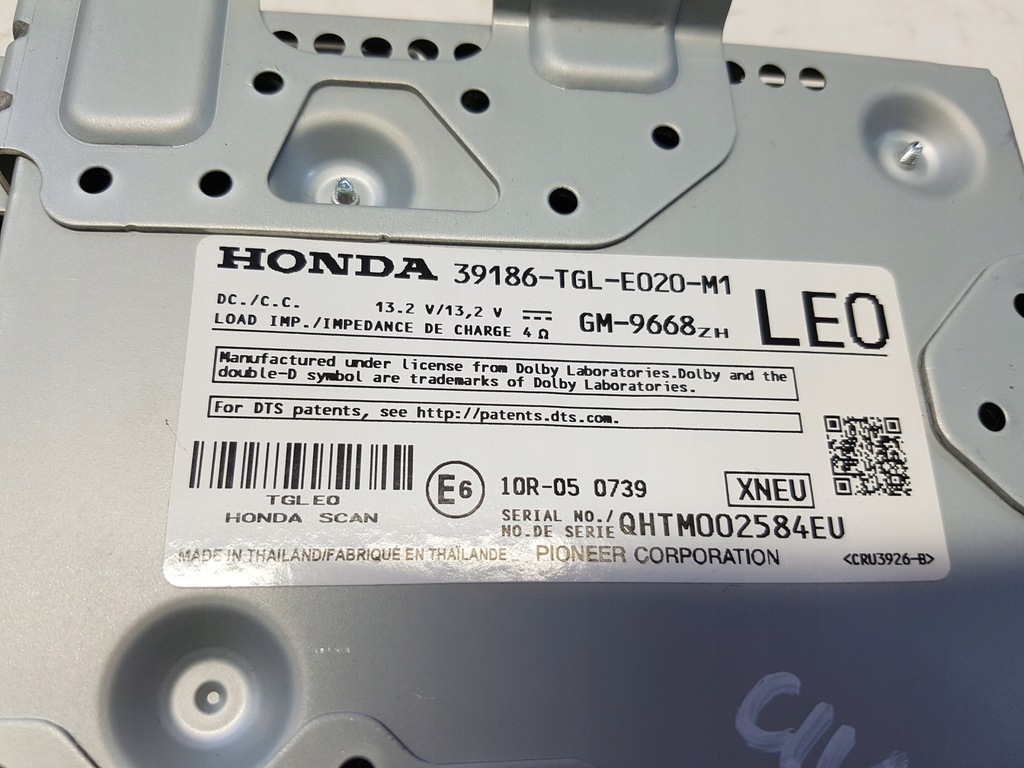 HONDA 39186-TGL-E020-M1
DC./C.C. 13.2 V/13,2 V
LOAD IMP./IMPEDANCE DE CHARGE 4 Ω
GM-9668ZH
LE0
Manufactured under license from Dolby Laboratories.Dolby and the
double-D symbol are trademarks of Dolby Laboratories.
For DTS patents, see http://patents.dts.com.
TGLE0
HONDA SCAN
E6
10R-05 0739
XNEU
SERIAL NO./
NO.DE SERIE QHTM002584EU
MADE IN THAILAND/FABRIQUÉ EN THAÏLANDE
PIONEER CORPORATION
<CRU3926-B>